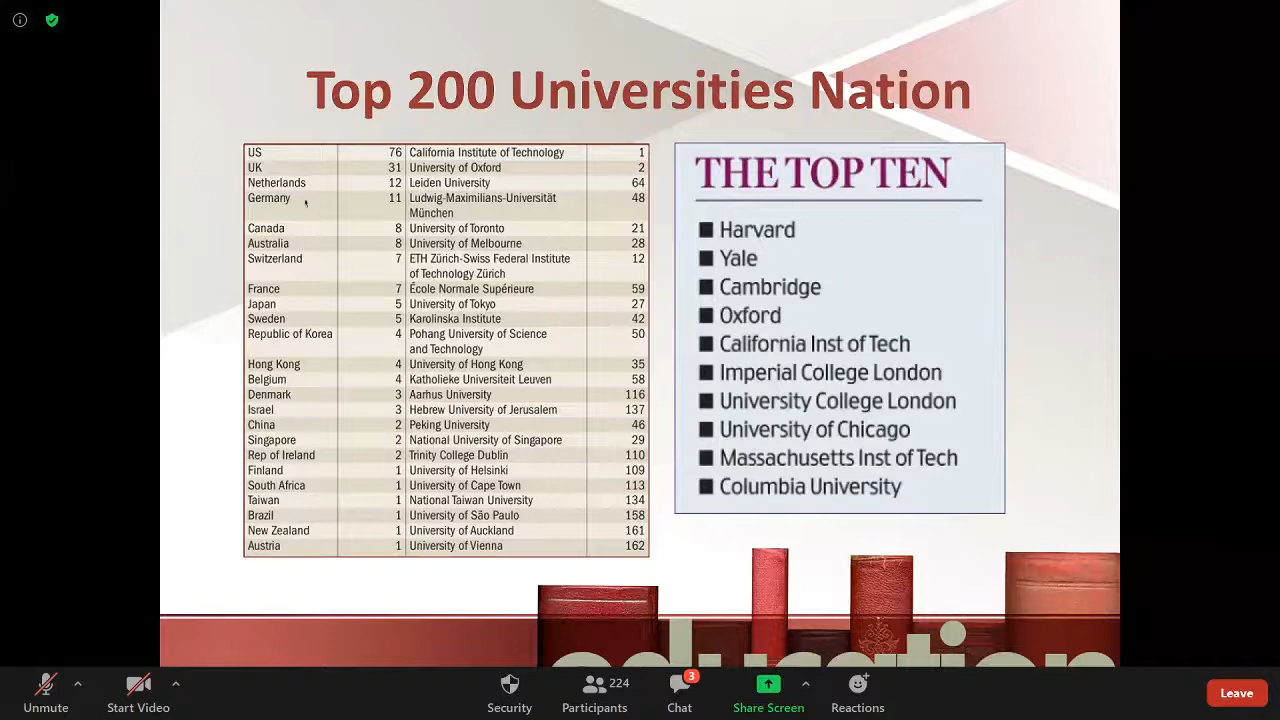 Top 200 Universities Nation
US 76 California Institute of Technology 1
UK 31 University of Oxford 2
Netherlands 12 Leiden University 64
Germany 11 Ludwig-Maximilians-Universität 48
München
Canada 8 University of Toronto 21
Australia 8 University of Melbourne 28
Switzerland 7 ETH Zürich-Swiss Federal Institute 12
of Technology Zürich
France 7 École Normale Supérieure 59
Japan 5 University of Tokyo 27
Sweden 5 Karolinska Institute 42
Republic of Korea 4 Pohang University of Science 50
and Technology
Hong Kong 4 University of Hong Kong 35
Belgium 4 Katholieke Universiteit Leuven 58
Denmark 3 Aarhus University 116
Israel 3 Hebrew University of Jerusalem 137
China 2 Peking University 46
Singapore 2 National University of Singapore 29
Rep of Ireland 2 Trinity College Dublin 110
Finland 1 University of Helsinki 109
South Africa 1 University of Cape Town 113
Taiwan 1 National Taiwan University 134
Brazil 1 University of São Paulo 158
New Zealand 1 University of Auckland 161
Austria 1 University of Vienna 162
THE TOP TEN
Harvard
Yale
Cambridge
Oxford
California Inst of Tech
Imperial College London
University College London
University of Chicago
Massachusetts Inst of Tech
Columbia University
education
Unmute
Start Video
Security
224
Participants
3
Chat
Share Screen
Reactions
Leave